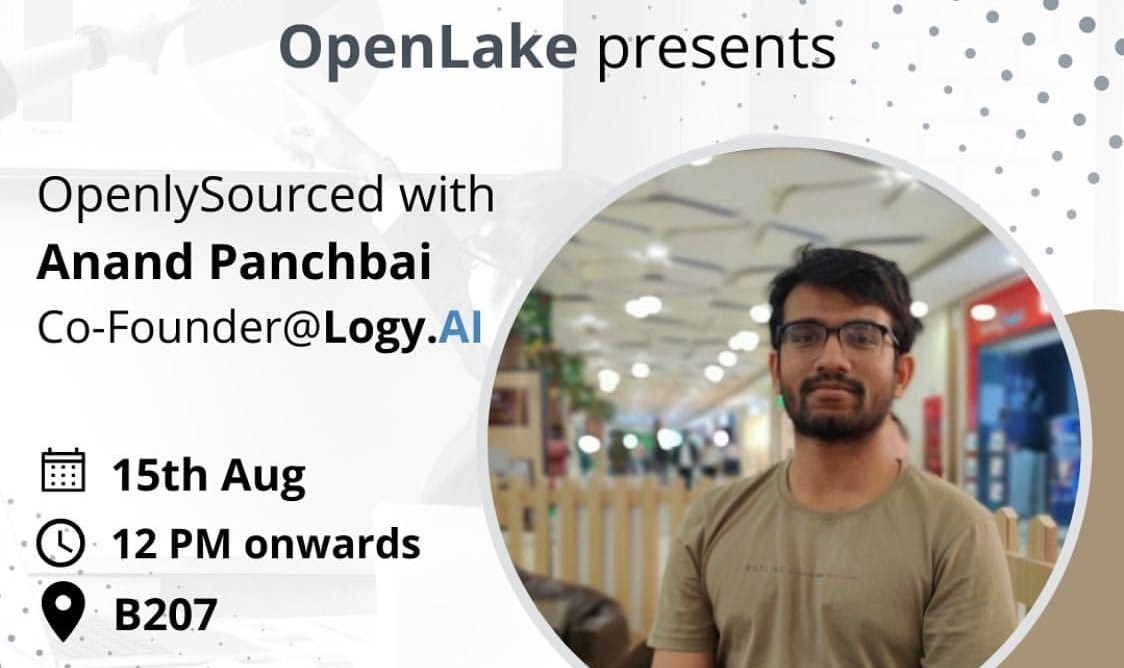 OpenLake presents
OpenlySourced with
Anand Panchbai
Co-Founder@Logy.AI
15th Aug
12 PM onwards
B207